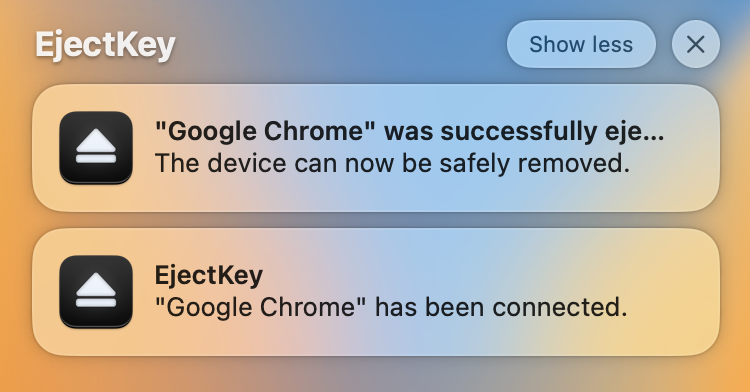 EjectKey
Show less
"Google Chrome" was successfully eje...
The device can now be safely removed.
EjectKey
"Google Chrome" has been connected.